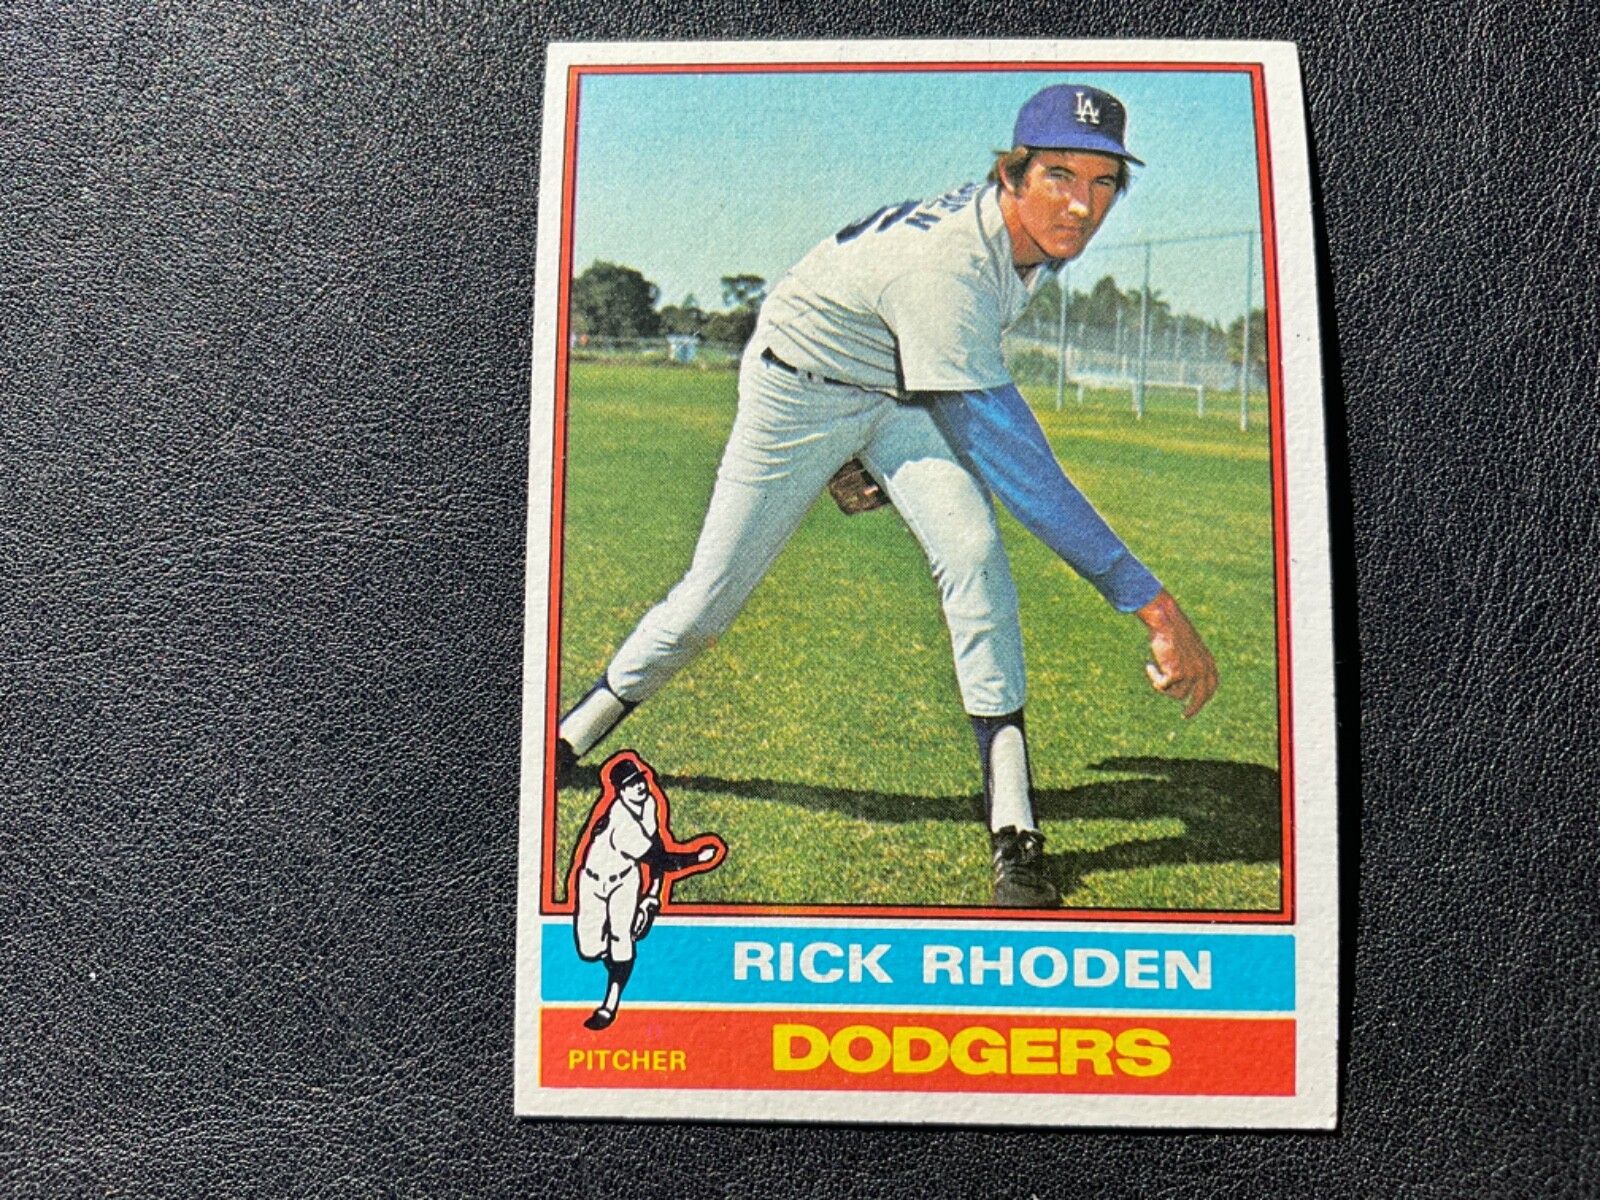 LA
RICK RHODEN
PITCHER
DODGERS